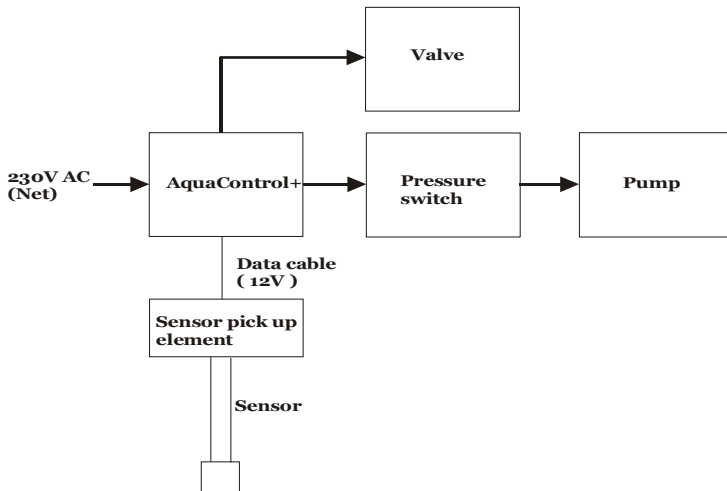 Valve
230V AC
(Net)
AquaControl+
Pressure
switch
Pump
Data cable
( 12V )
Sensor pick up
element
Sensor